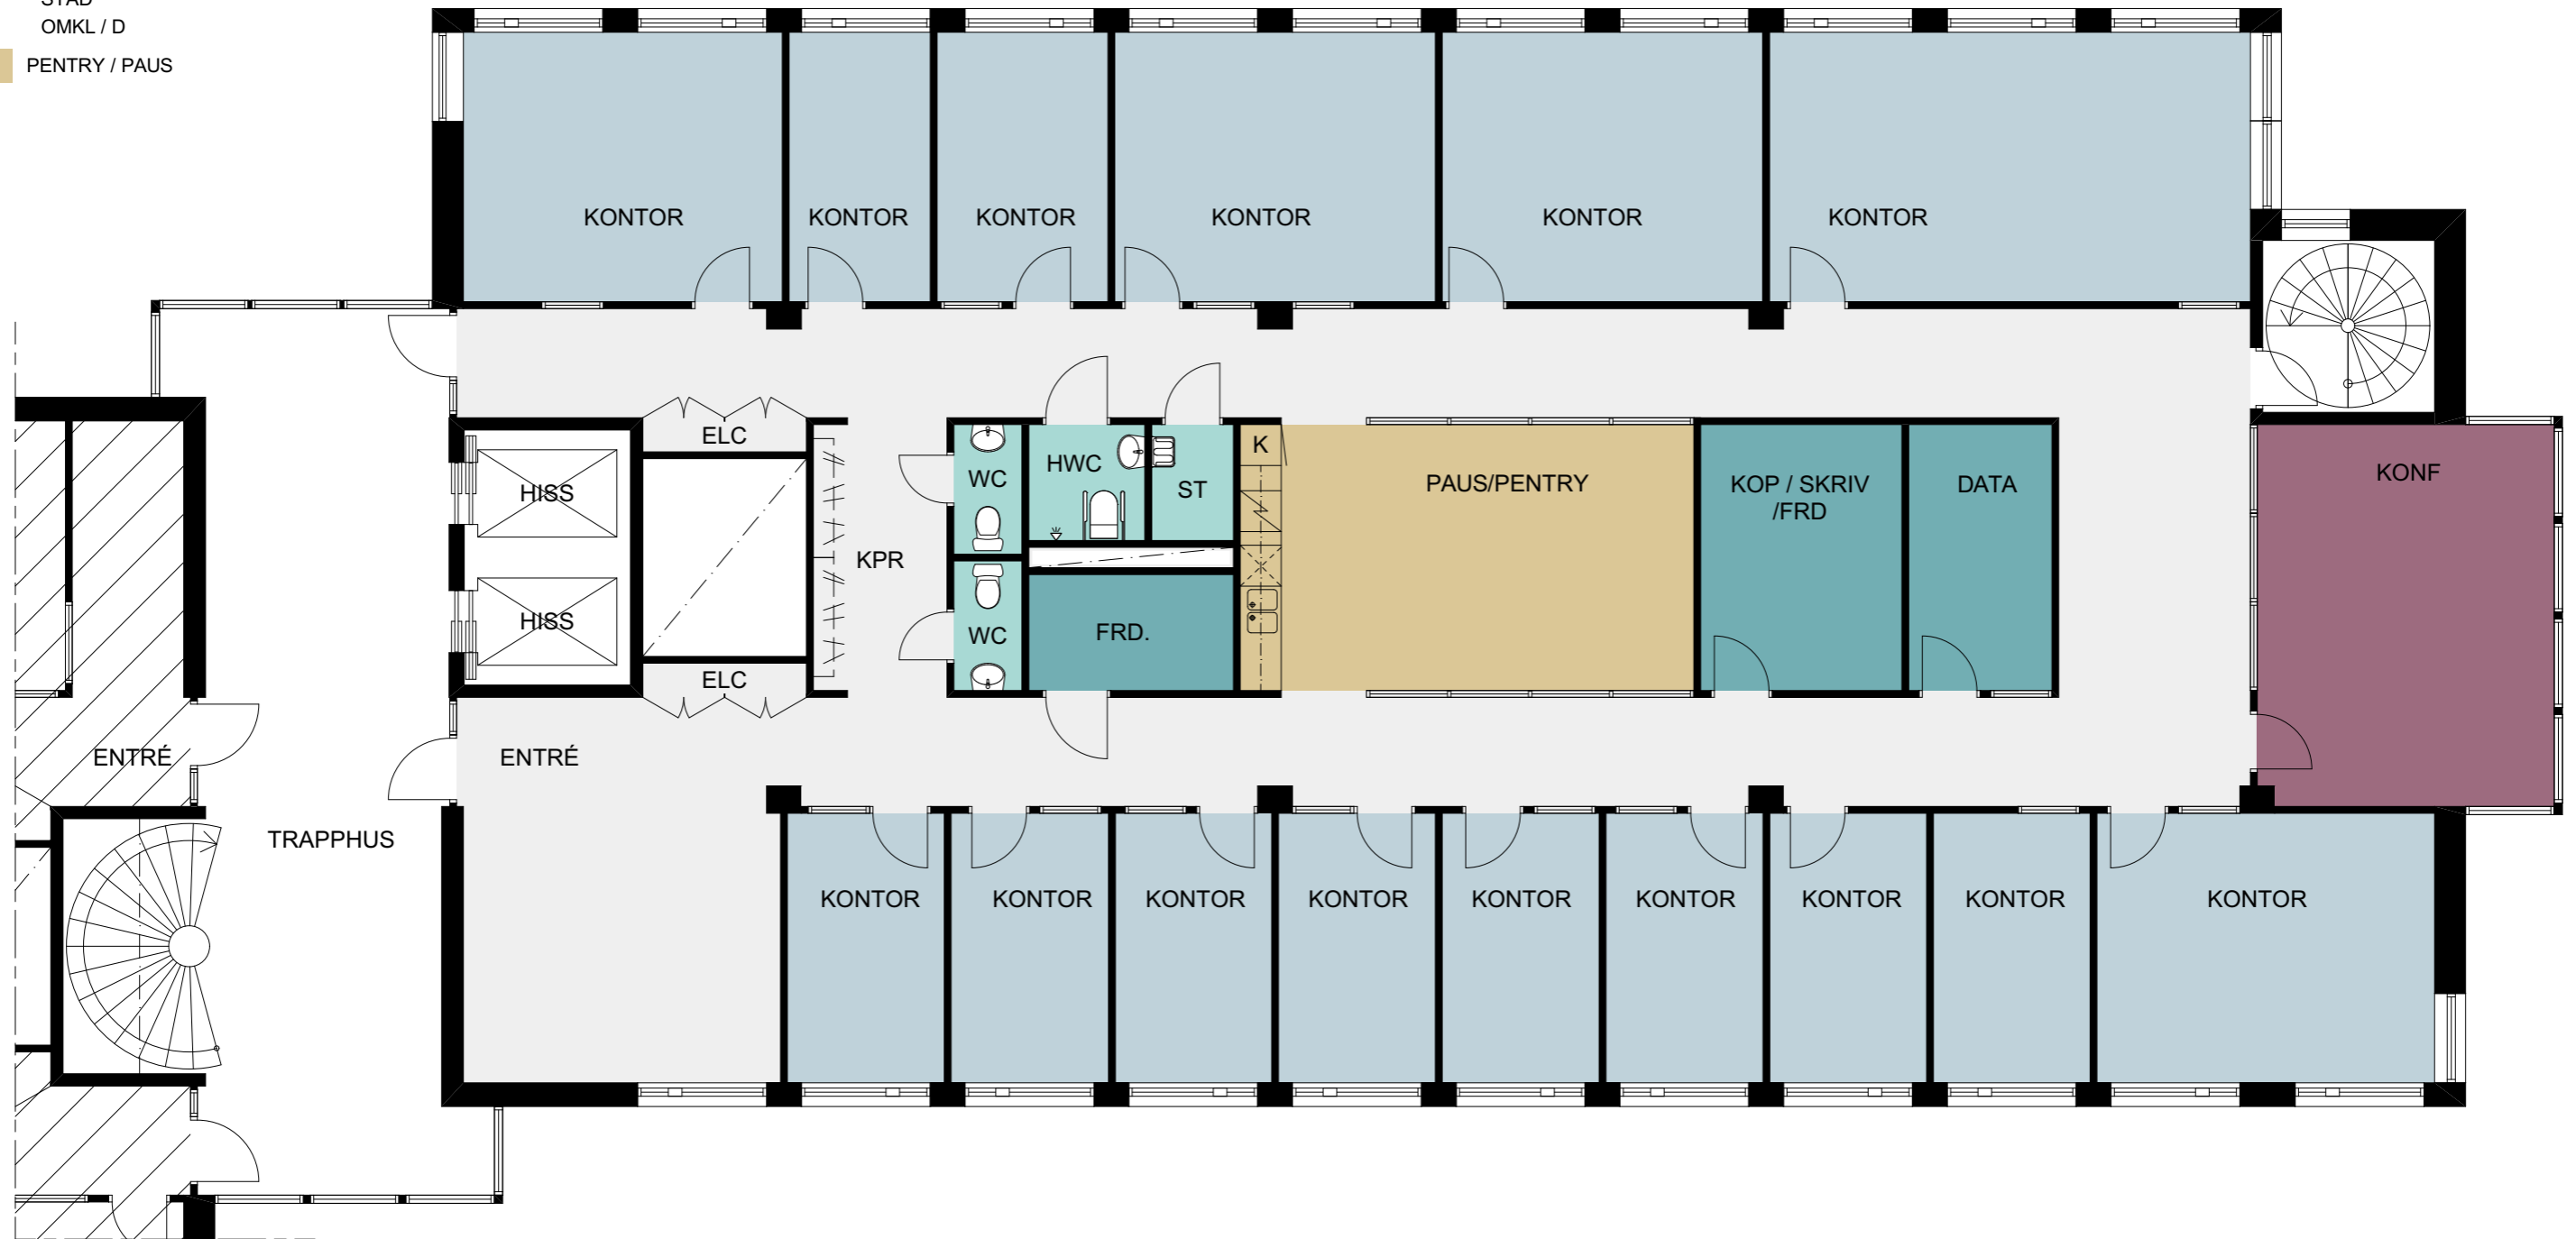 STÄD
OMKL / D
PENTRY / PAUS
KONTOR
KONTOR
KONTOR
KONTOR
KONTOR
KONTOR
ELC
HISS
HISS
ELC
KPR
WC
WC
HWC
ST
FRD.
K
PAUS/PENTRY
KOP / SKRIV
/FRD
DATA
KONF
ENTRÉ
ENTRÉ
TRAPPHUS
KONTOR
KONTOR
KONTOR
KONTOR
KONTOR
KONTOR
KONTOR
KONTOR
KONTOR